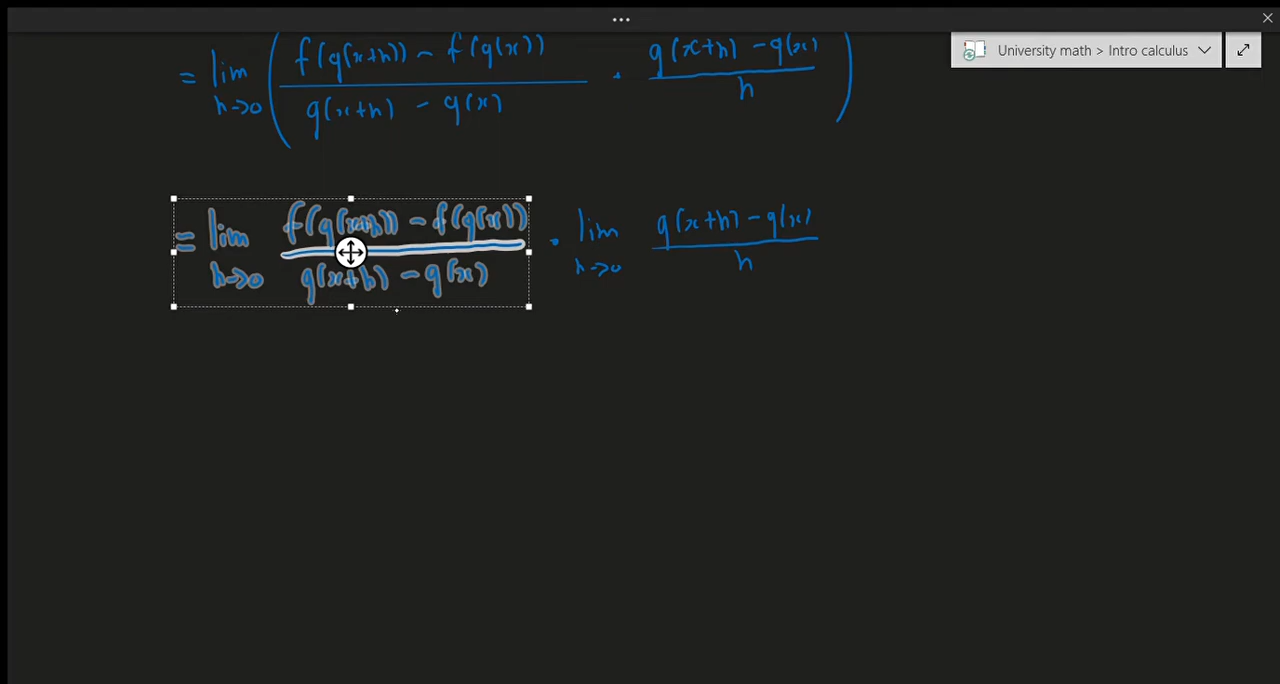 University math > Intro calculus
= lim h→0 ( f(g(x+h)) - f(g(x)) / g(x+h) - g(x) · g(x+h) - g(x) / h )
= lim h→0 f(g(x+h)) - f(g(x)) / g(x+h) - g(x) · lim h→0 g(x+h) - g(x) / h